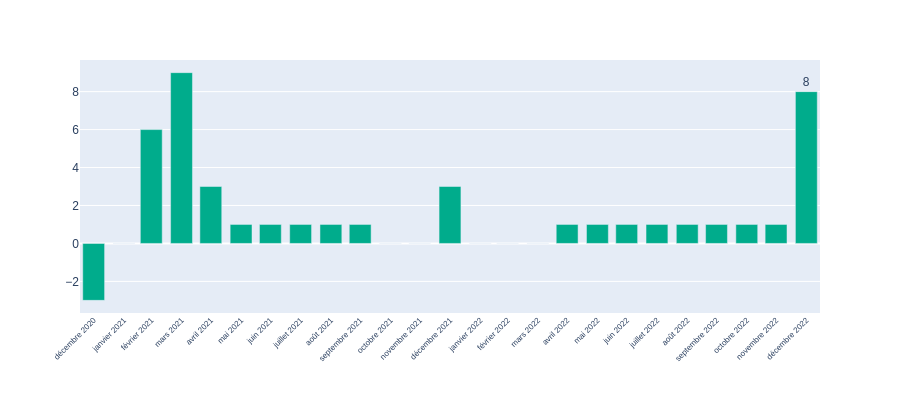 8
8
6
4
2
0
−2
décembre 2020
janvier 2021
février 2021
mars 2021
avril 2021
mai 2021
juin 2021
juillet 2021
août 2021
septembre 2021
octobre 2021
novembre 2021
décembre 2021
janvier 2022
février 2022
mars 2022
avril 2022
mai 2022
juin 2022
juillet 2022
août 2022
septembre 2022
octobre 2022
novembre 2022
décembre 2022